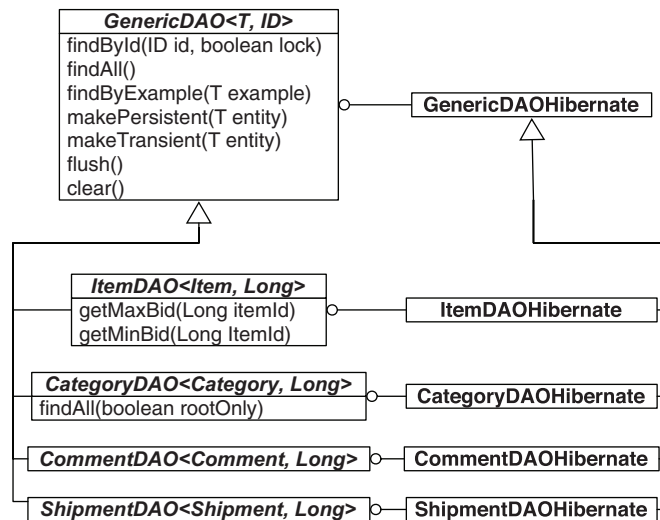 GenericDAO<T, ID>
findById(ID id, boolean lock)
findAll()
findByExample(T example)
makePersistent(T entity)
makeTransient(T entity)
flush()
clear()
GenericDAOHibernate
ItemDAO<Item, Long>
getMaxBid(Long itemId)
getMinBid(Long ItemId)
ItemDAOHibernate
CategoryDAO<Category, Long>
findAll(boolean rootOnly)
CategoryDAOHibernate
CommentDAO<Comment, Long>
CommentDAOHibernate
ShipmentDAO<Shipment, Long>
ShipmentDAOHibernate